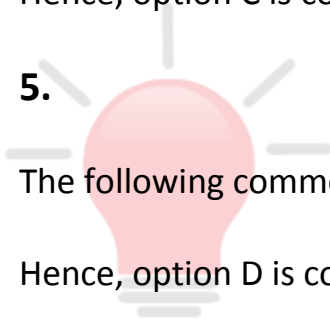 Hence, option C is co
5.
The following comm
Hence, option D is co